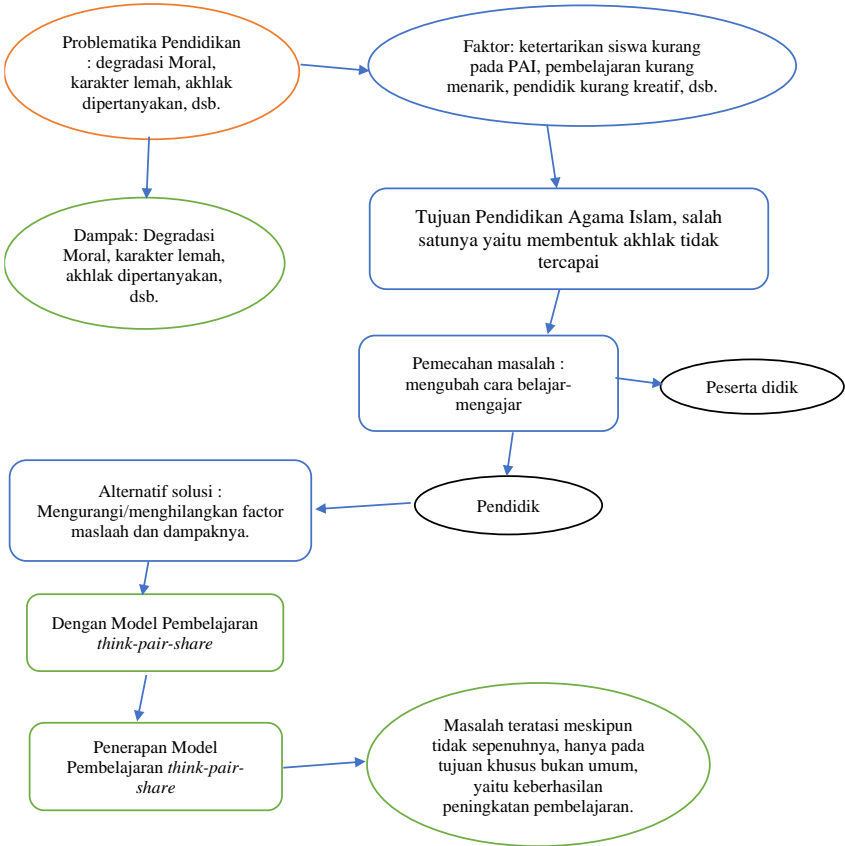 Problematika Pendidikan
: degradasi Moral,
karakter lemah, akhlak
dipertanyakan, dsb.
Faktor: ketertarikan siswa kurang
pada PAI, pembelajaran kurang
menarik, pendidik kurang kreatif, dsb.
Dampak: Degradasi
Moral, karakter lemah,
akhlak dipertanyakan,
dsb.
Tujuan Pendidikan Agama Islam, salah
satunya yaitu membentuk akhlak tidak
tercapai
Pemecahan masalah :
mengubah cara belajar-
mengajar
Peserta didik
Pendidik
Alternatif solusi :
Mengurangi/menghilangkan factor
maslaah dan dampaknya.
Dengan Model Pembelajaran
think-pair-share
Penerapan Model
Pembelajaran think-pair-
share
Masalah teratasi meskipun
tidak sepenuhnya, hanya pada
tujuan khusus bukan umum,
yaitu keberhasilan
peningkatan pembelajaran.